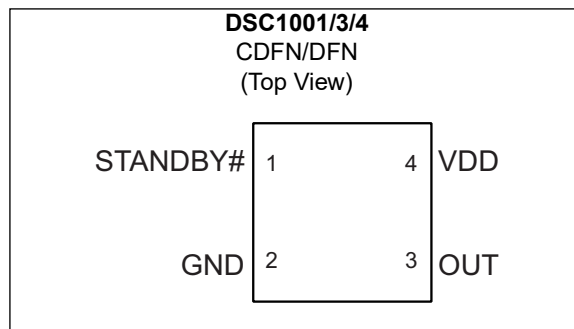 DSC1001/3/4
CDFN/DFN
(Top View)
STANDBY# 1 4 VDD
GND 2 3 OUT